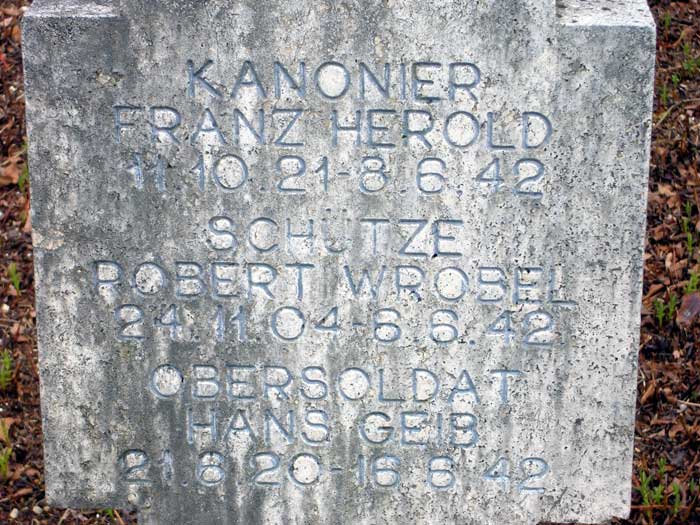 KANONIER
FRANZ HEROLD
11.10.21-8.6.42
SCHÜTZE
ROBERT WROBEL
24.11.04-6.6.42
OBERSOLDAT
HANS GEIB
21.8.20-16.6.42